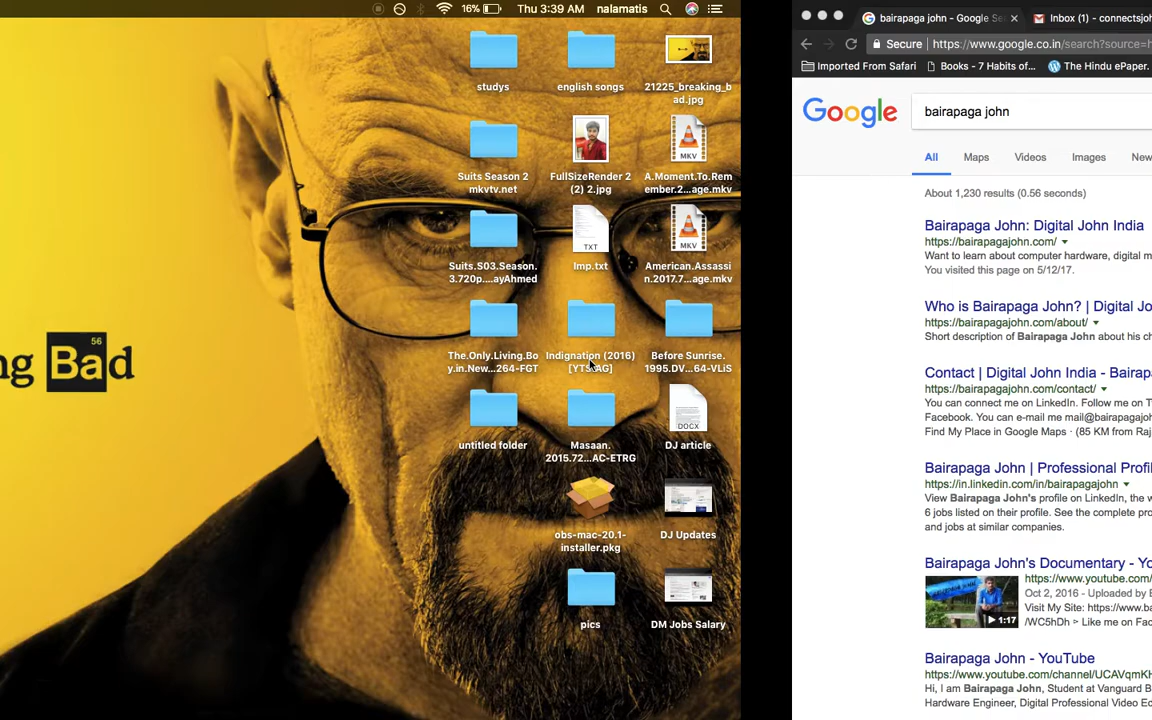 16%
Thu 3:39 AM
nalamatis
ng Bad
56
studys
english songs
21225_breaking_b
ad.jpg
Suits Season 2
mkvtv.net
FullSizeRender 2
(2) 2.jpg
MKV
A.Moment.To.Rem
ember.2...age.mkv
Suits.S03.Season.
3.720p....ayAhmed
TXT
Imp.txt
MKV
American.Assassi
n.2017.7...age.mkv
The.Only.Living.Bo
y.in.New...264-FGT
Indignation (2016)
Before Sunrise.
1995.DV...64-VLiS
untitled folder
Masaan.
2015.72...AC-ETRG
DOCX
DJ article
obs-mac-20.1-
installer.pkg
DJ Updates
pics
DM Jobs Salary
bairapaga john - Google Se
Inbox (1) - connectsjoh
Secure
https://www.google.co.in/search?source=h
Imported From Safari
Books - 7 Habits of...
The Hindu ePaper.
Google
bairapaga john
All
Maps
Videos
Images
New
About 1,230 results (0.56 seconds)
Bairapaga John: Digital John India
https://bairapagajohn.com/
Want to learn about computer hardware, digital m
You visited this page on 5/12/17.
Who is Bairapaga John? | Digital Jo
https://bairapagajohn.com/about/
Short description of Bairapaga John about his ch
Contact | Digital John India - Bairapa
https://bairapagajohn.com/contact/
You can connect me on LinkedIn. Follow me on T
Facebook. You can e-mail me mail@bairapagajoh
Find My Place in Google Maps · (85 KM from Raj
Bairapaga John | Professional Profil
https://in.linkedin.com/in/bairapagajohn
View Bairapaga John's profile on LinkedIn, the w
6 jobs listed on their profile. See the complete pro
and jobs at similar companies.
Bairapaga John's Documentary - Yo
https://www.youtube.com/
Oct 2, 2016 - Uploaded by B
Visit My Site: https://www.ba
/WC5hDh > Like me on Fac
1:17
Bairapaga John - YouTube
https://www.youtube.com/channel/UCAVqmKH
Hi, I am Bairapaga John, Student at Vanguard B
Hardware Engineer, Digital Professional Video Ed